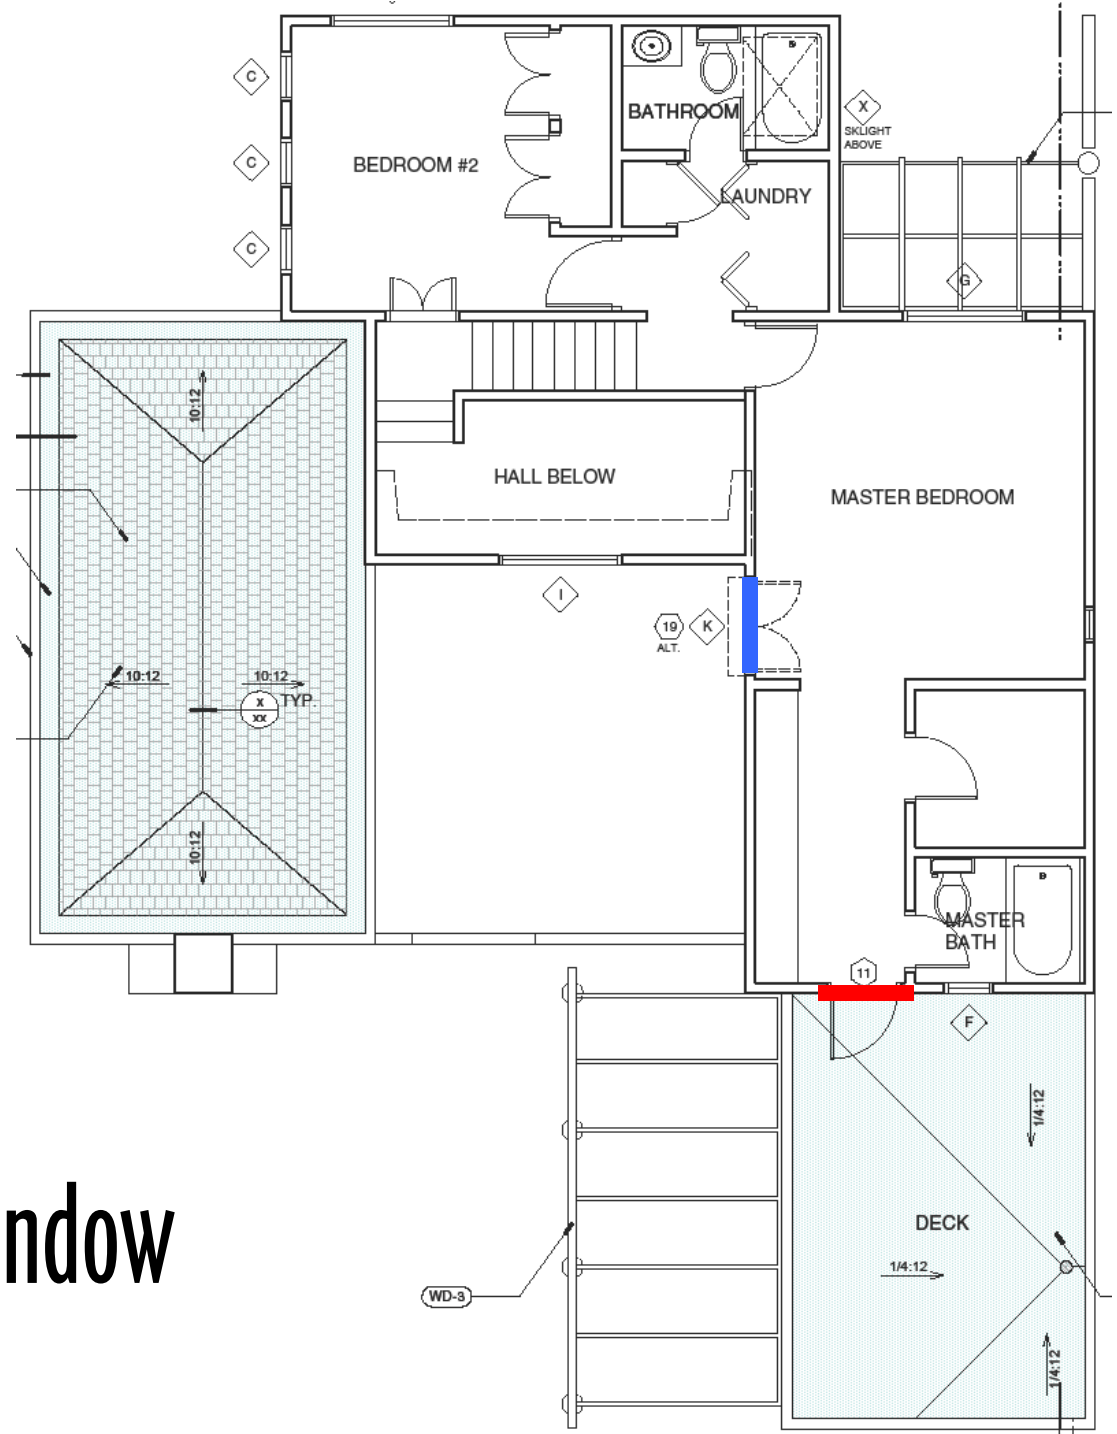 C
BATHROOM
X
SKLIGHT
ABOVE
BEDROOM #2
C
LAUNDRY
C
G
10:12
HALL BELOW
MASTER BEDROOM
I
19
ALT.
K
10:12
10:12
X
XX
TYP.
10:12
MASTER
BATH
11
F
1/4:12
DECK
ndow
1/4:12
WD-3
1/4:12